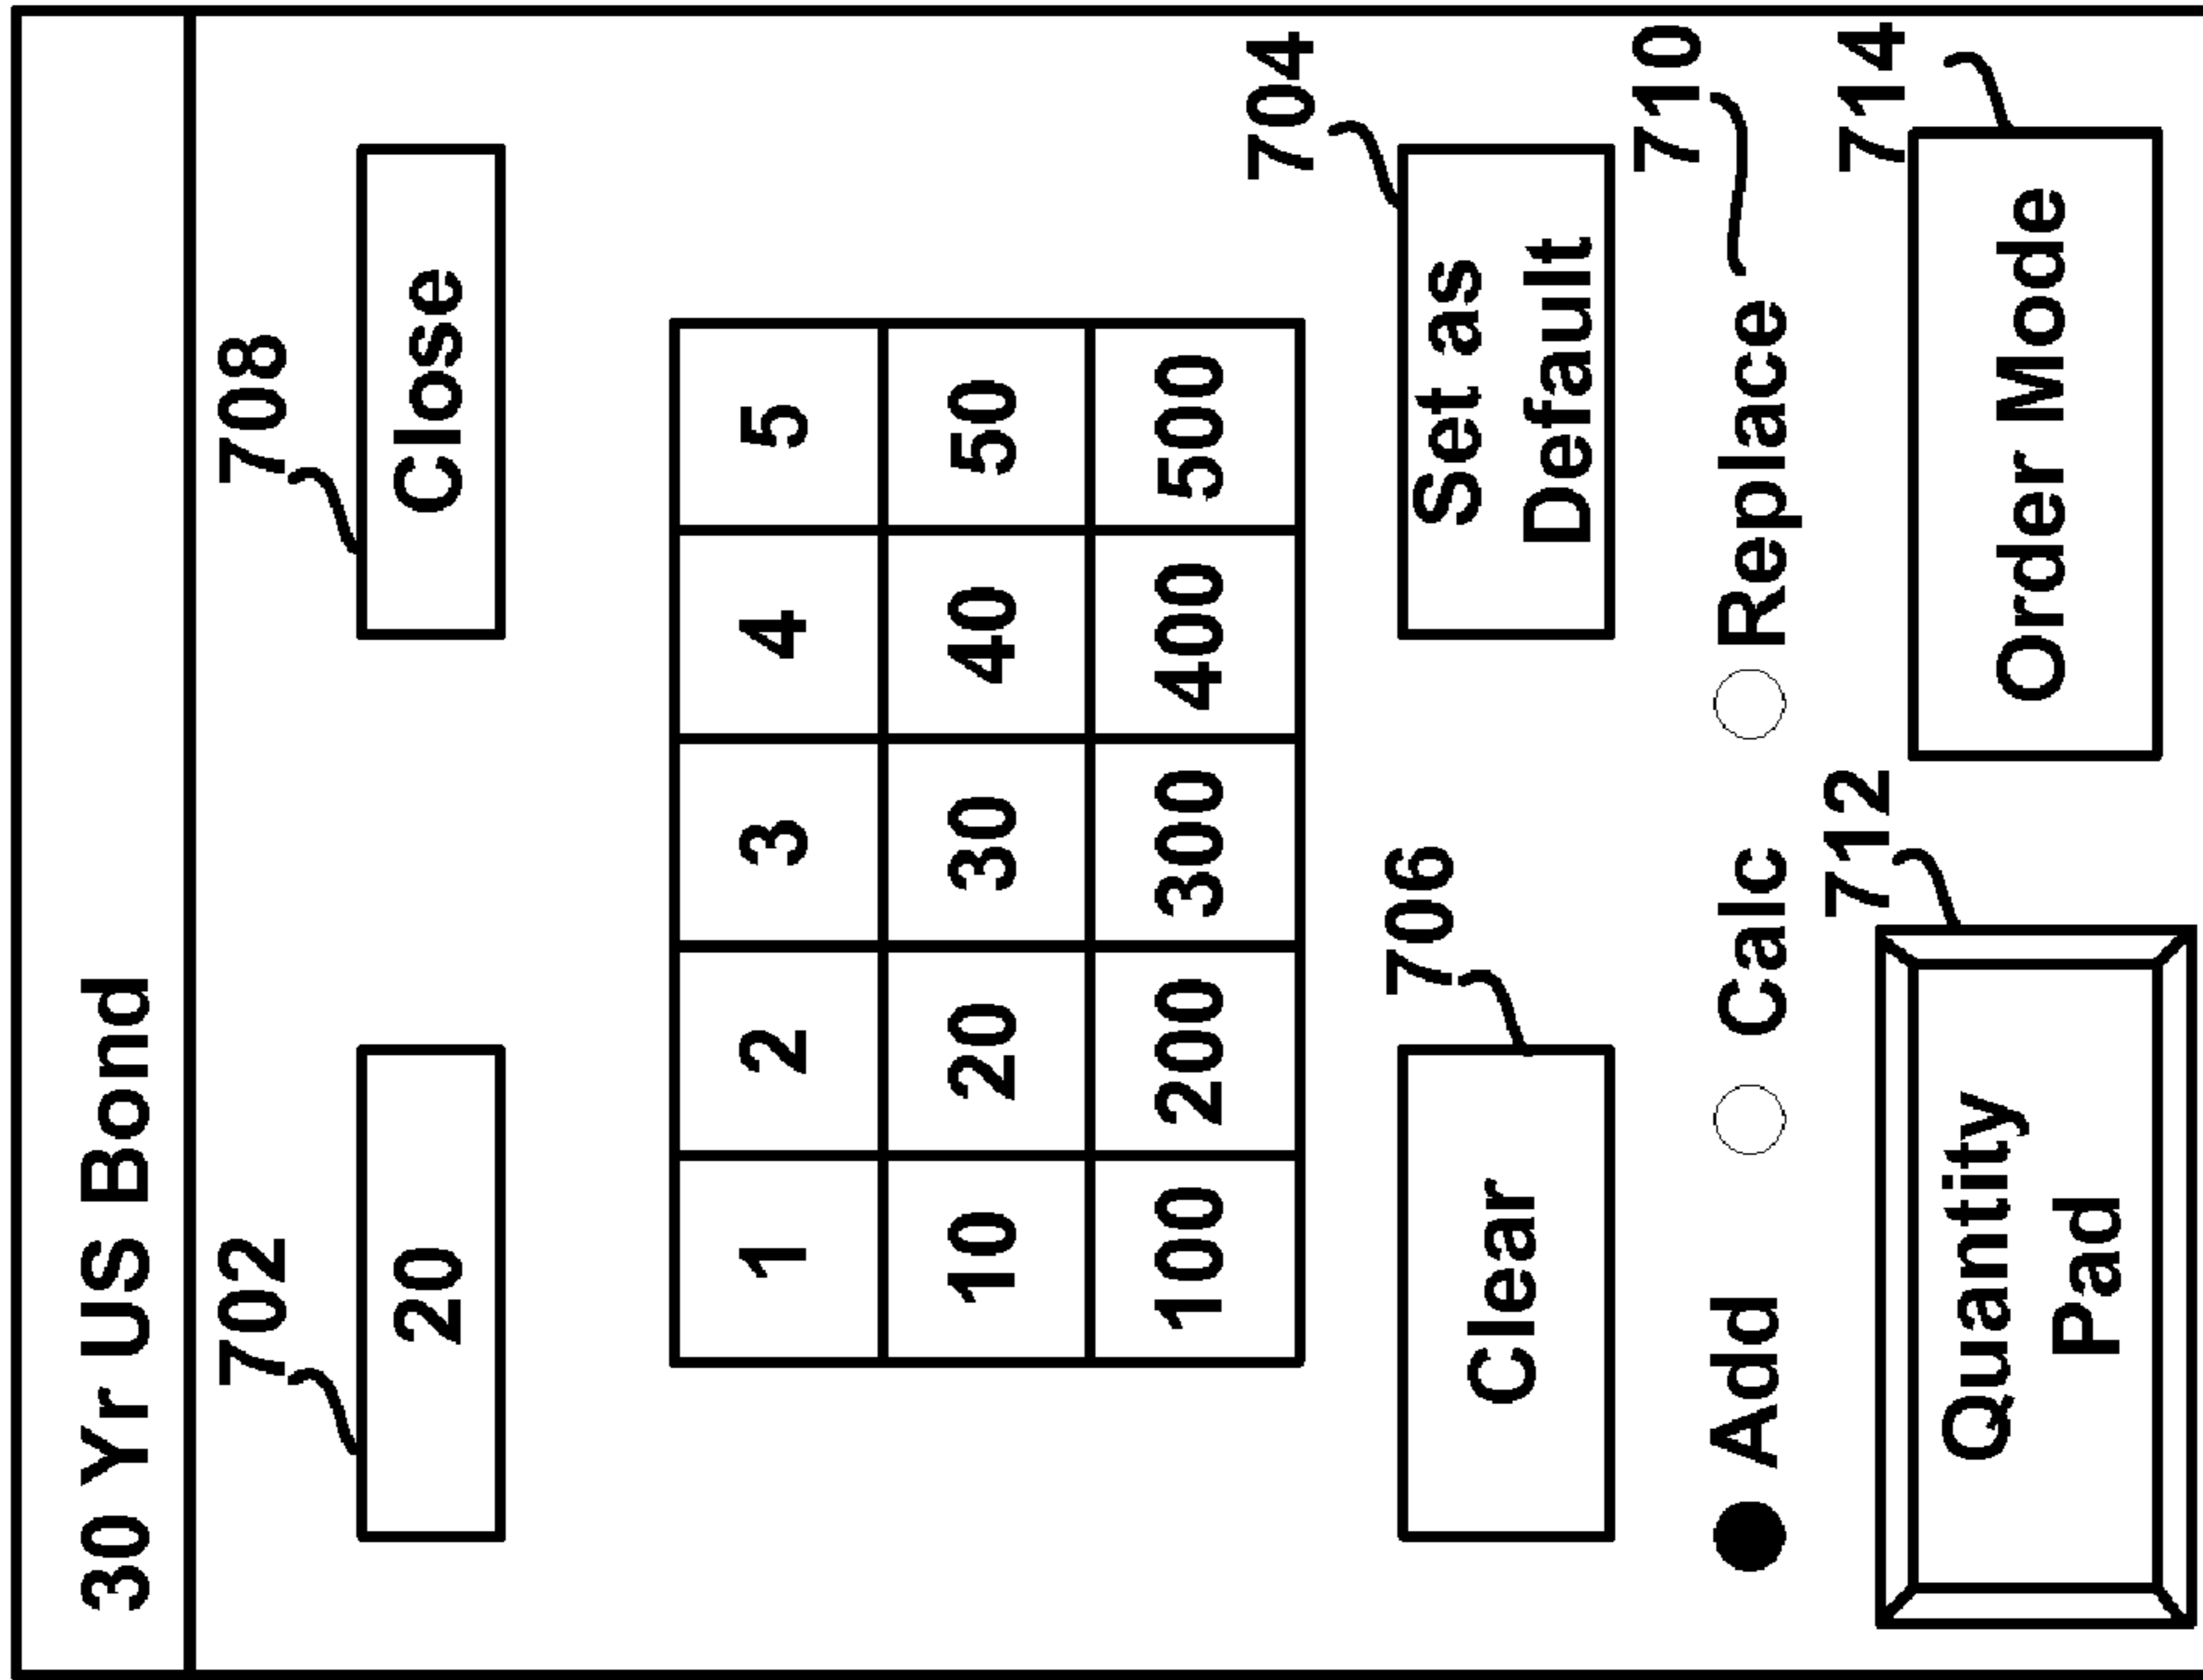 30 Yr US Bond
702
708
20
Close
1 2 3 4 5
10 20 30 40 50
100 200 300 400 500
706
704
Clear
Set as
Default
710
Add Calc Replace
712
714
Quantity
Pad
Order Mode